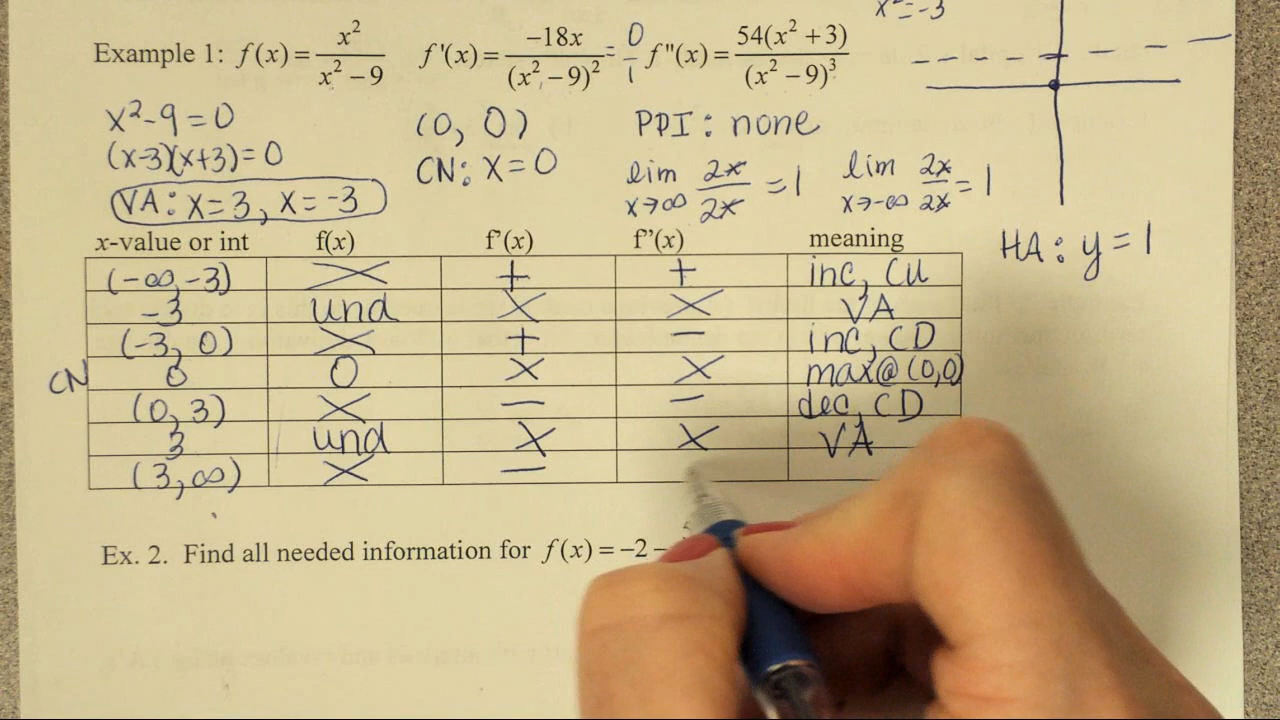 x² = -3
Example 1: f(x) = x²/(x² − 9) f'(x) = −18x/(x² − 9)² = 0/1 f''(x) = 54(x² + 3)/(x² − 9)³
x² - 9 = 0 (0, 0) PPI: none
(x-3)(x+3) = 0 CN: x = 0 lim x→∞ 2x/2x = 1 lim x→-∞ 2x/2x = 1
VA: x = 3, x = -3
x-value or int f(x) f'(x) f''(x) meaning
HA: y = 1
(-∞, -3) X + + inc, CU
-3 und X X VA
(-3, 0) X + − inc, CD
CN 0 0 X X max@(0,0)
(0, 3) X − − dec, CD
3 und X X VA
(3, ∞) X −
Ex. 2. Find all needed information for f(x) = −2 −